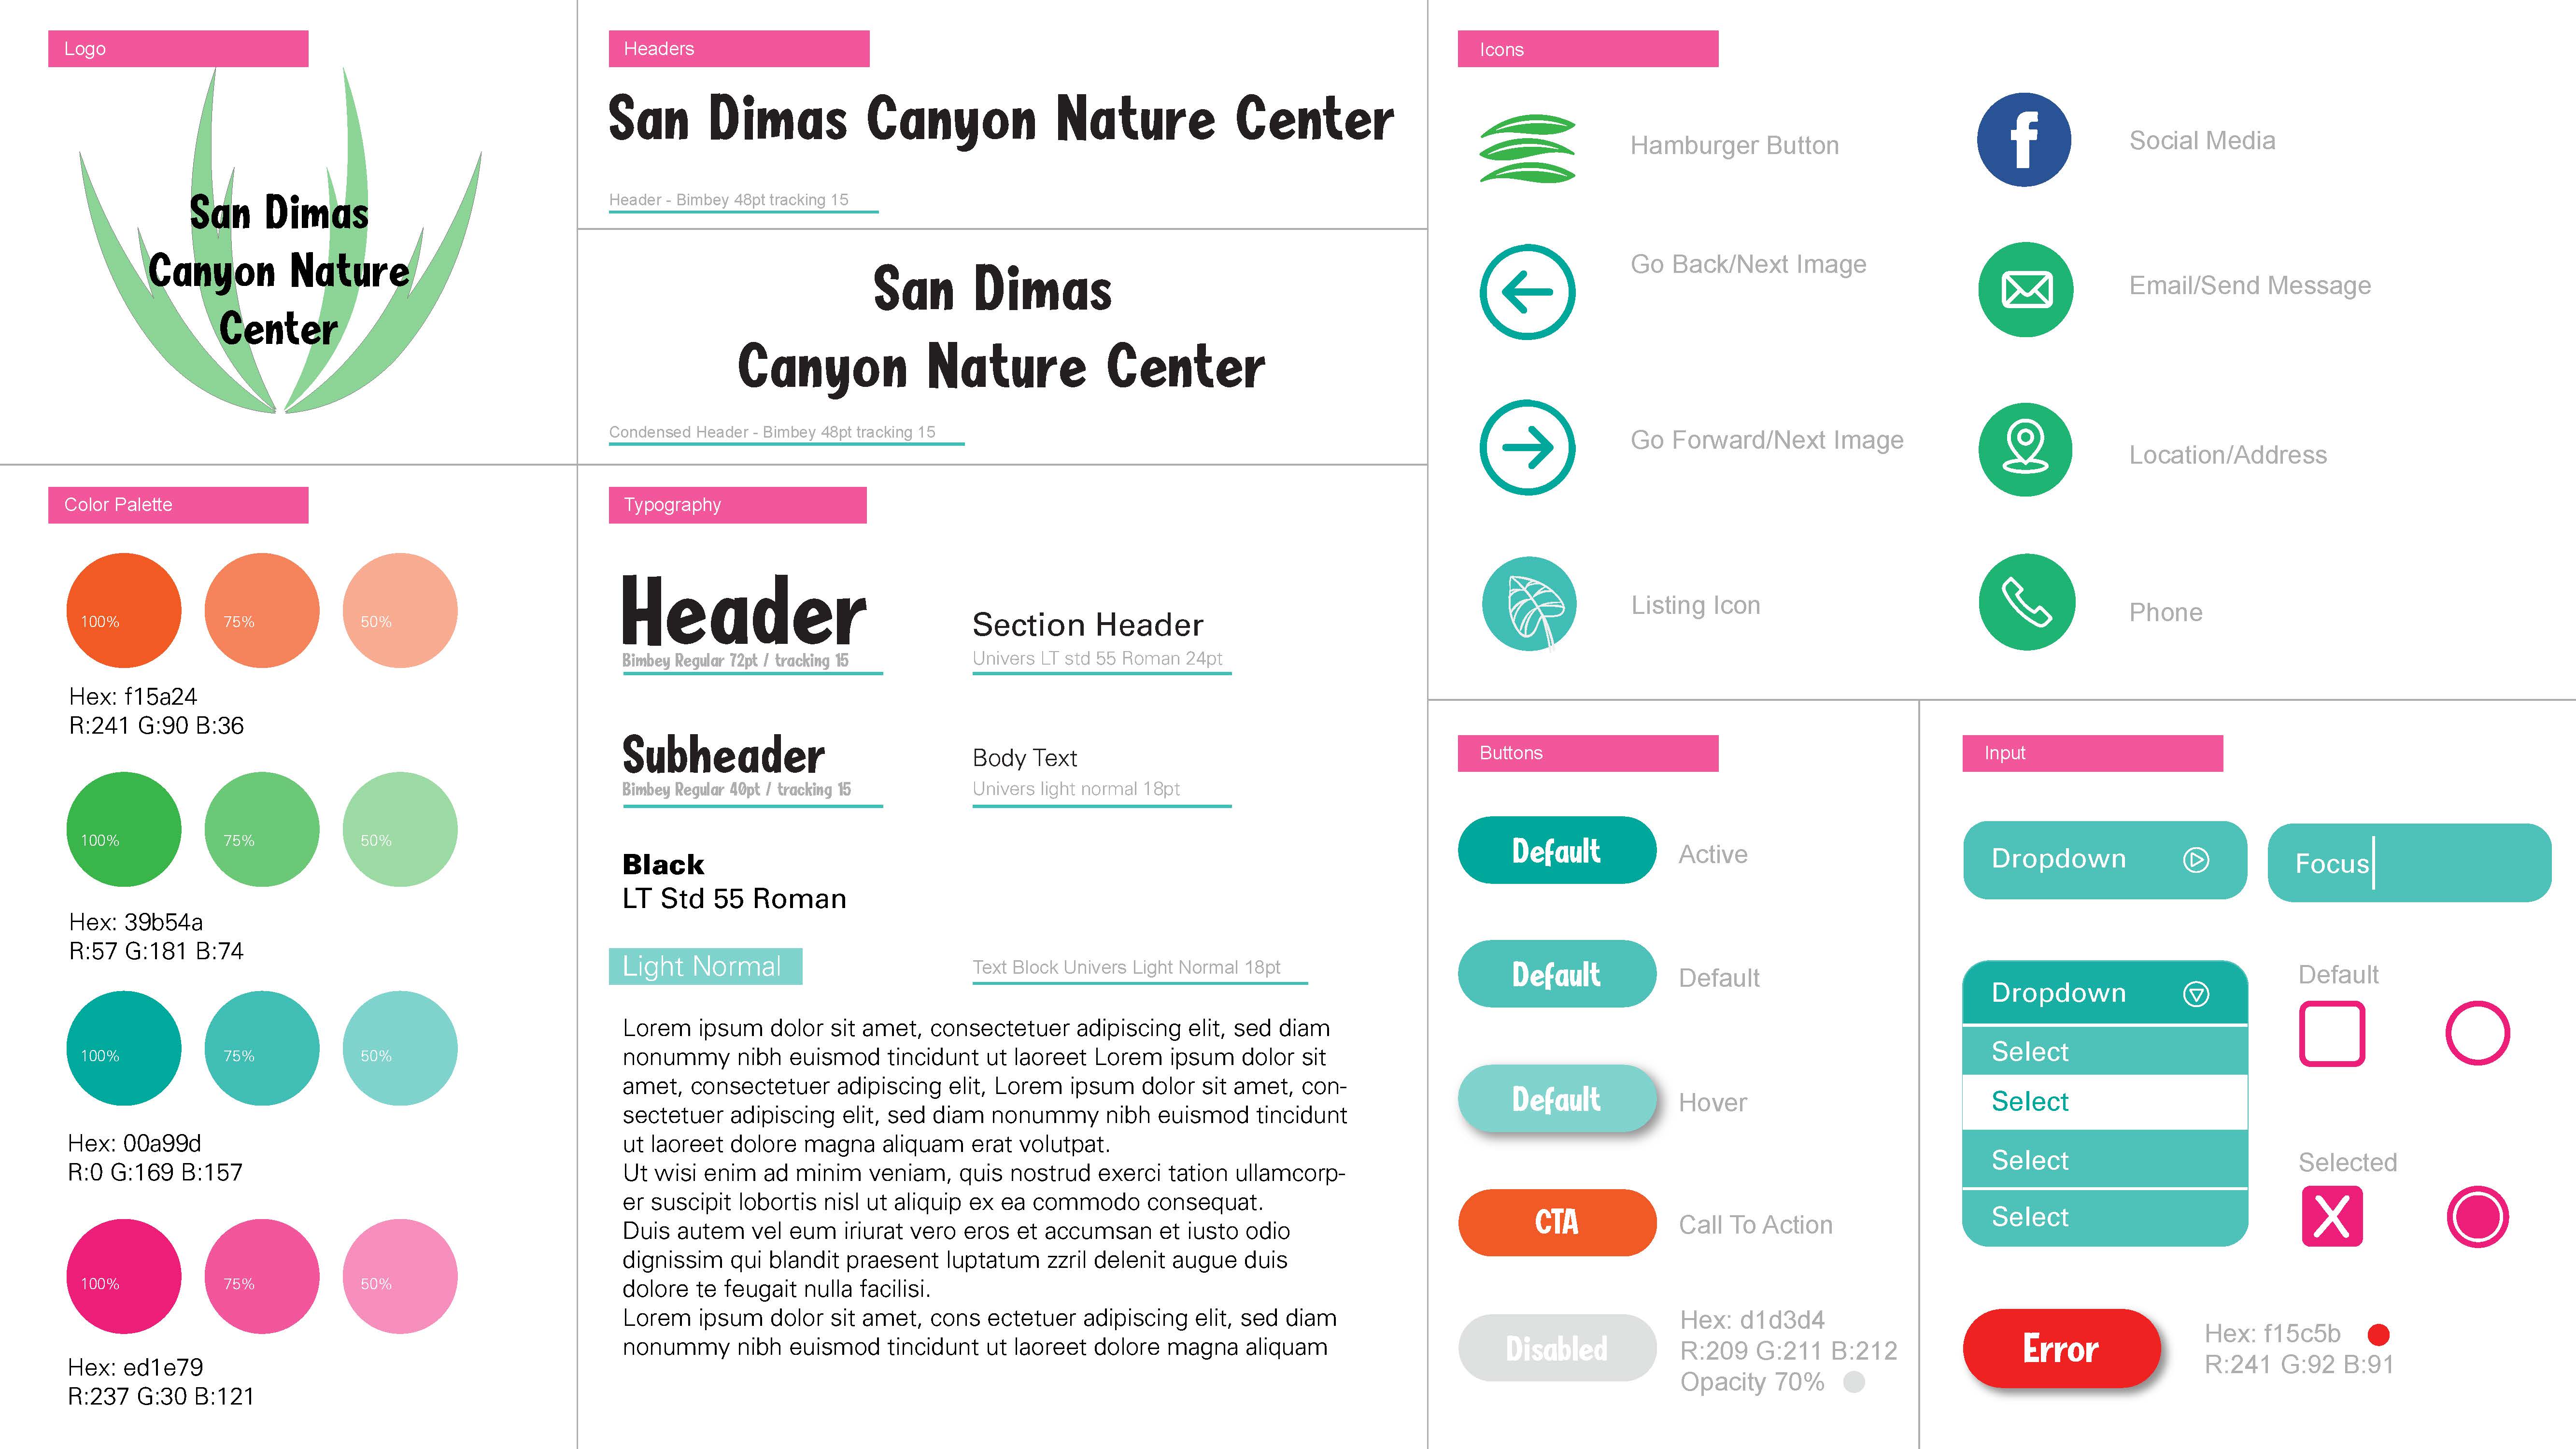 Logo
San Dimas
Canyon Nature
Center
Headers
San Dimas Canyon Nature Center
Header - Bimbey 48pt tracking 15
San Dimas
Canyon Nature Center
Condensed Header - Bimbey 48pt tracking 15
Icons
Hamburger Button
f
Social Media
Go Back/Next Image
Email/Send Message
Go Forward/Next Image
Location/Address
Listing Icon
Phone
Color Palette
100%
75%
50%
Hex: f15a24
R:241 G:90 B:36
100%
75%
50%
Hex: 39b54a
R:57 G:181 B:74
100%
75%
50%
Hex: 00a99d
R:0 G:169 B:157
100%
75%
50%
Hex: ed1e79
R:237 G:30 B:121
Typography
Header
Bimbey Regular 72pt / tracking 15
Section Header
Univers LT std 55 Roman 24pt
Subheader
Bimbey Regular 40pt / tracking 15
Body Text
Univers light normal 18pt
Black
LT Std 55 Roman
Light Normal
Text Block Univers Light Normal 18pt
Lorem ipsum dolor sit amet, consectetuer adipiscing elit, sed diam
nonummy nibh euismod tincidunt ut laoreet Lorem ipsum dolor sit
amet, consectetuer adipiscing elit, Lorem ipsum dolor sit amet, con-
sectetuer adipiscing elit, sed diam nonummy nibh euismod tincidunt
ut laoreet dolore magna aliquam erat volutpat.
Ut wisi enim ad minim veniam, quis nostrud exerci tation ullamcorp-
er suscipit lobortis nisl ut aliquip ex ea commodo consequat.
Duis autem vel eum iriurat vero eros et accumsan et iusto odio
dignissim qui blandit praesent luptatum zzril delenit augue duis
dolore te feugait nulla facilisi.
Lorem ipsum dolor sit amet, cons ectetuer adipiscing elit, sed diam
nonummy nibh euismod tincidunt ut laoreet dolore magna aliquam
Buttons
Default
Active
Default
Default
Default
Hover
CTA
Call To Action
Disabled
Hex: d1d3d4
R:209 G:211 B:212
Opacity 70%
Input
Dropdown
Focus
Dropdown
Select
Select
Select
Select
Default
Selected
X
Error
Hex: f15c5b
R:241 G:92 B:91